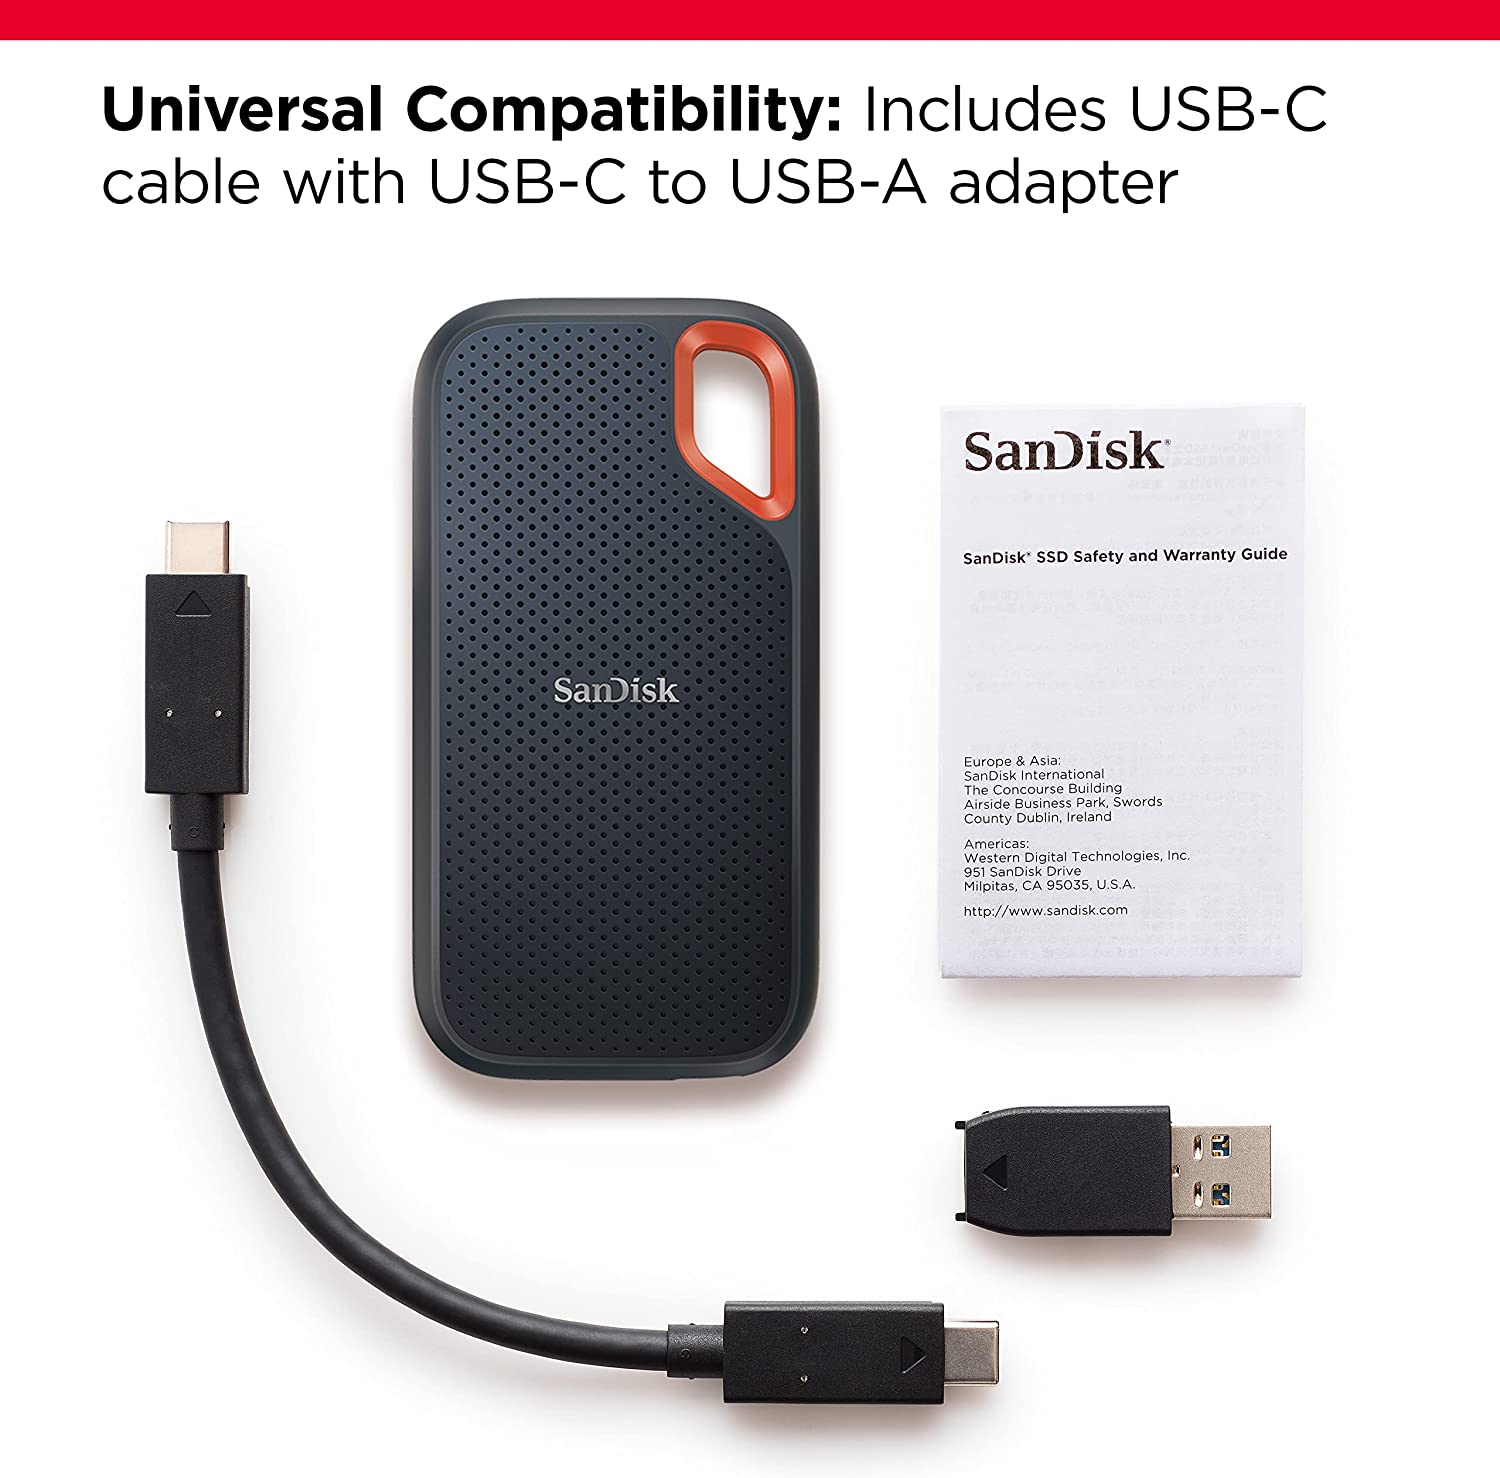 Universal Compatibility: Includes USB-C
cable with USB-C to USB-A adapter
SanDisk
SanDisk®
SanDisk® SSD Safety and Warranty Guide
Europe & Asia:
SanDisk International
The Concourse Building
Airside Business Park, Swords
County Dublin, Ireland
Americas:
Western Digital Technologies, Inc.
951 SanDisk Drive
Milpitas, CA 95035, U.S.A.
http://www.sandisk.com
C
C